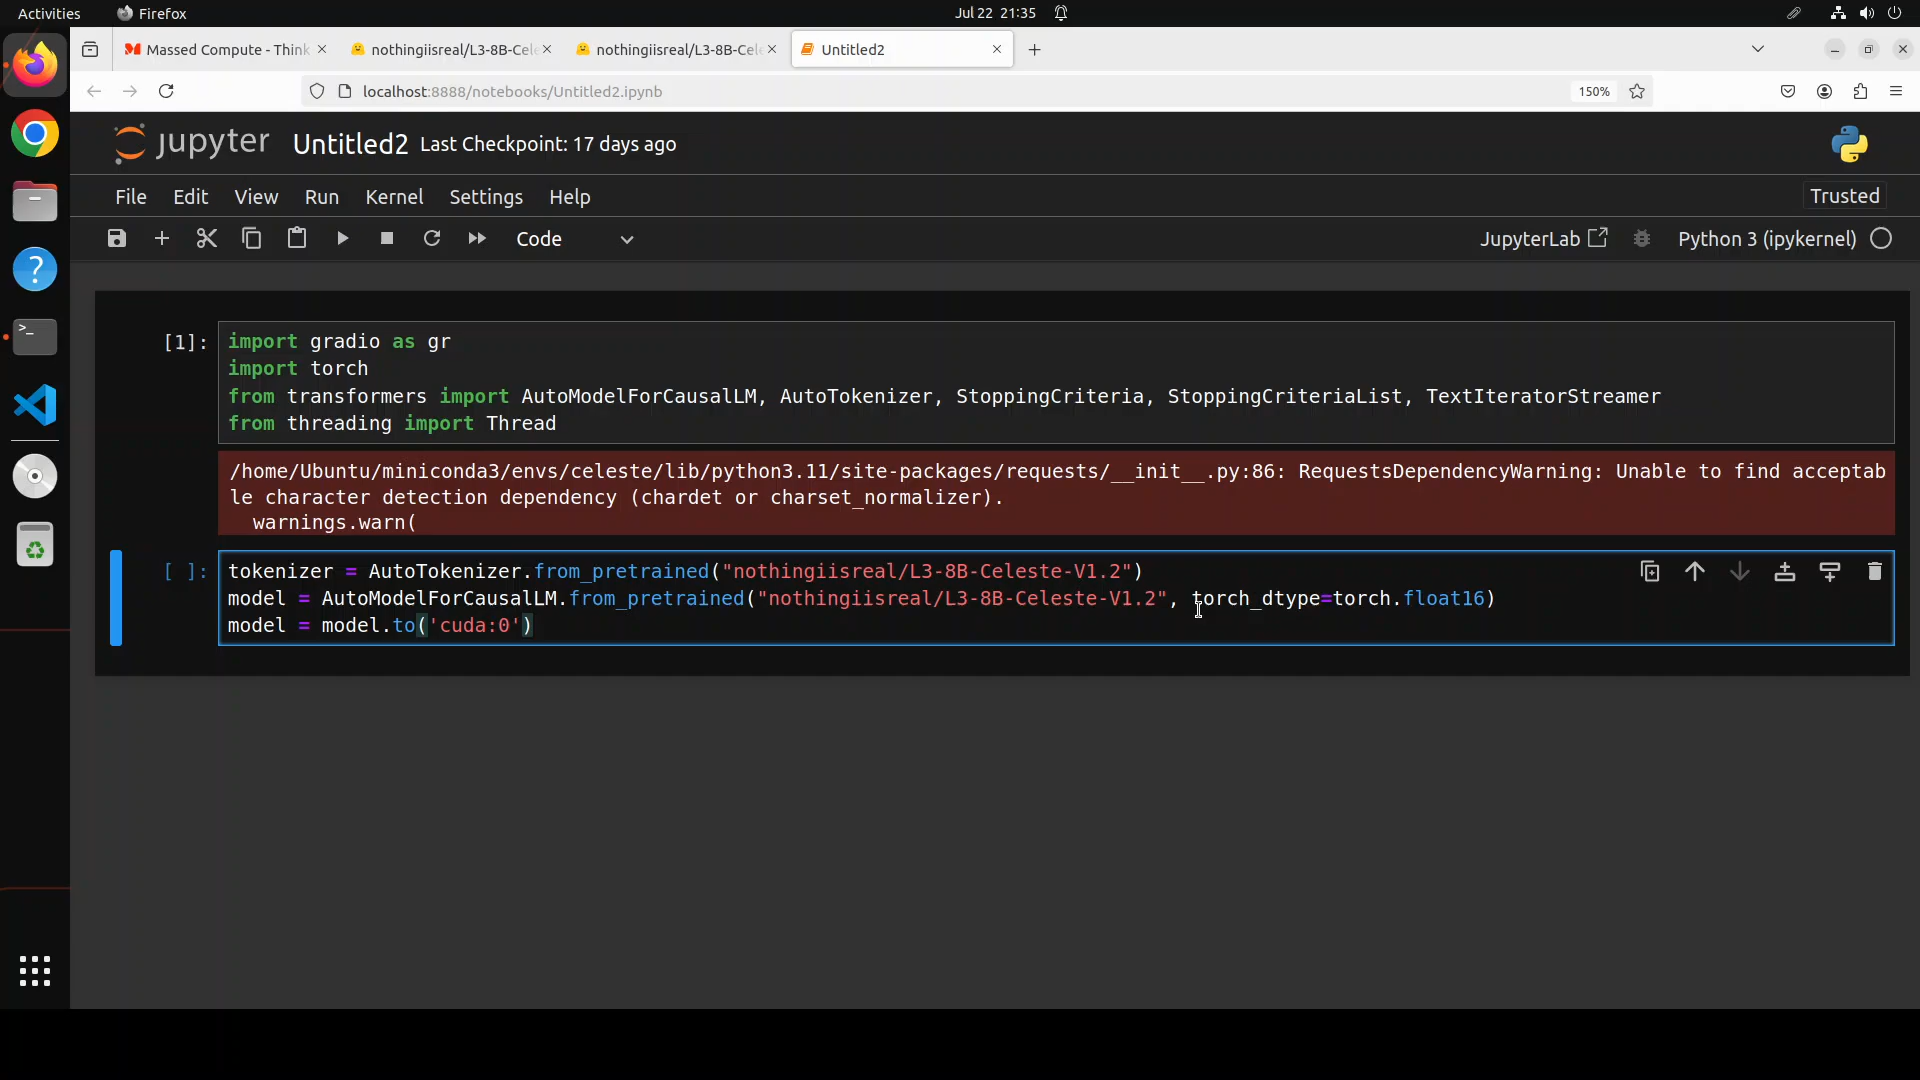 Activities Firefox Jul 22 21:35
Massed Compute - Think nothingiisreal/L3-8B-Cel nothingiisreal/L3-8B-Cel Untitled2
localhost:8888/notebooks/Untitled2.ipynb 150%
jupyter Untitled2 Last Checkpoint: 17 days ago
File Edit View Run Kernel Settings Help Trusted
Code JupyterLab Python 3 (ipykernel)
[1]: import gradio as gr
import torch
from transformers import AutoModelForCausalLM, AutoTokenizer, StoppingCriteria, StoppingCriteriaList, TextIteratorStreamer
from threading import Thread
/home/Ubuntu/miniconda3/envs/celeste/lib/python3.11/site-packages/requests/__init__.py:86: RequestsDependencyWarning: Unable to find acceptab
le character detection dependency (chardet or charset_normalizer).
warnings.warn(
[ ]: tokenizer = AutoTokenizer.from_pretrained("nothingiisreal/L3-8B-Celeste-V1.2")
model = AutoModelForCausalLM.from_pretrained("nothingiisreal/L3-8B-Celeste-V1.2", torch_dtype=torch.float16)
model = model.to('cuda:0')